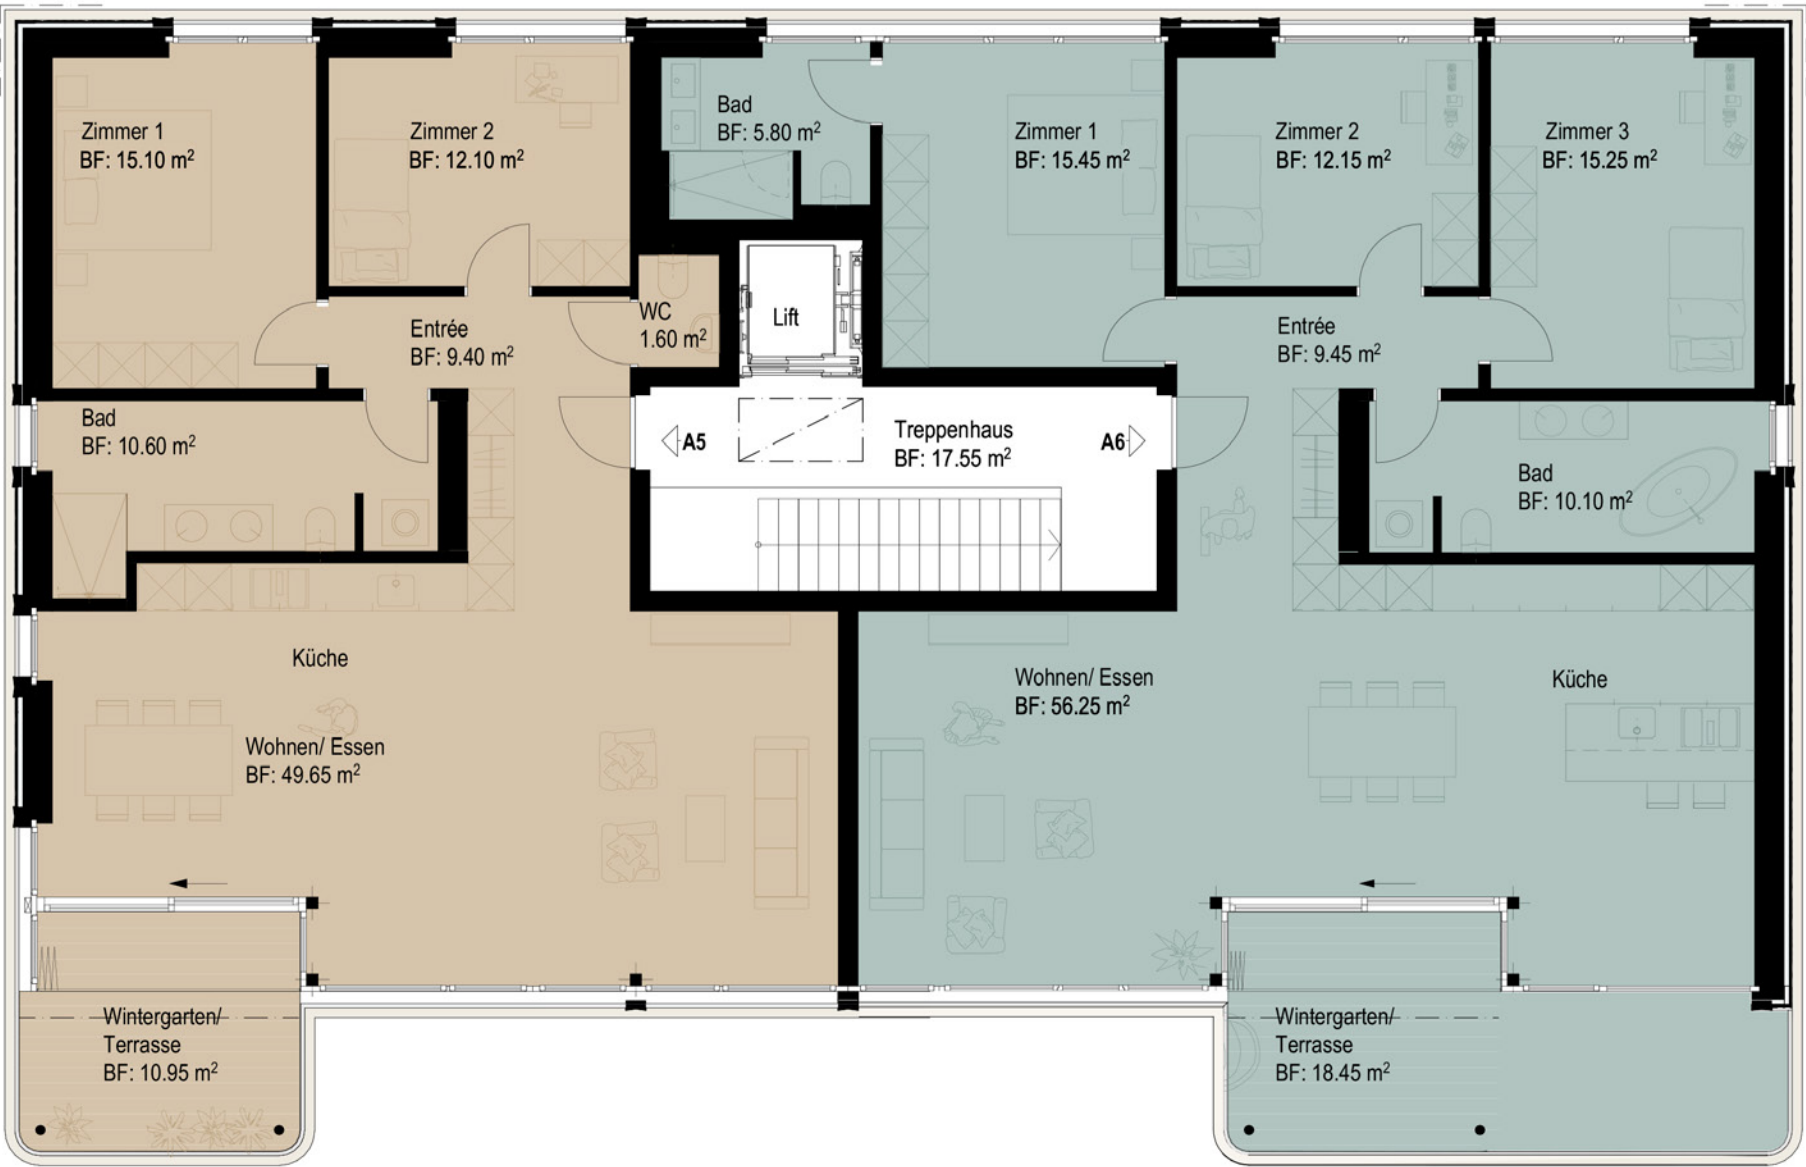 Zimmer 1
BF: 15.10 m²
Zimmer 2
BF: 12.10 m²
Bad
BF: 5.80 m²
Zimmer 1
BF: 15.45 m²
Zimmer 2
BF: 12.15 m²
Zimmer 3
BF: 15.25 m²
Entrée
BF: 9.40 m²
WC
1.60 m²
Lift
Entrée
BF: 9.45 m²
Bad
BF: 10.60 m²
A5
Treppenhaus
BF: 17.55 m²
A6
Bad
BF: 10.10 m²
Küche
Wohnen/ Essen
BF: 49.65 m²
Wohnen/ Essen
BF: 56.25 m²
Küche
Wintergarten/
Terrasse
BF: 10.95 m²
Wintergarten/
Terrasse
BF: 18.45 m²